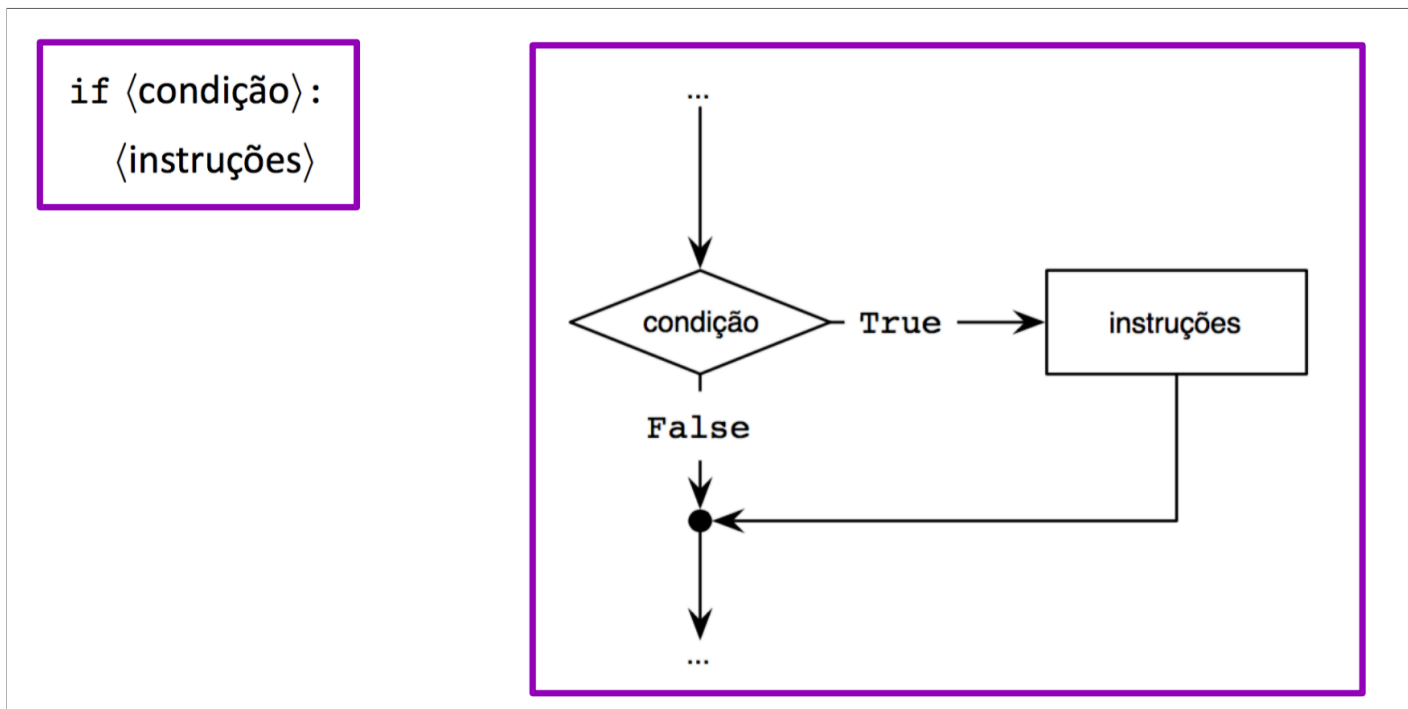 if ⟨condição⟩:
⟨instruções⟩
...
condição
True
instruções
False
...